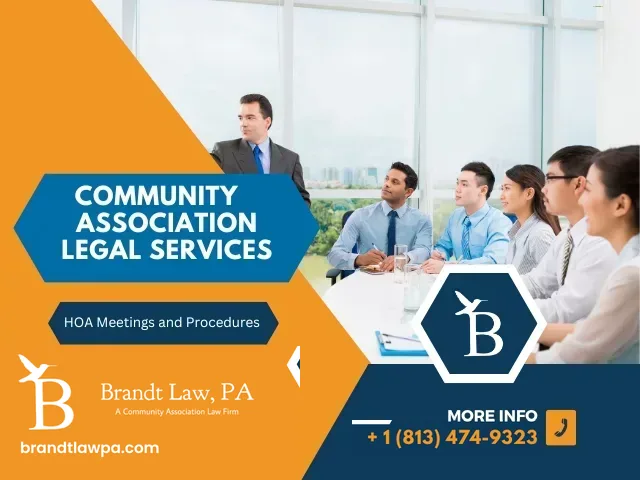 COMMUNITY
ASSOCIATION
LEGAL SERVICES
HOA Meetings and Procedures
B
Brandt Law, PA
A Community Association Law Firm
brandtlawpa.com
B
MORE INFO
+ 1 (813) 474-9323